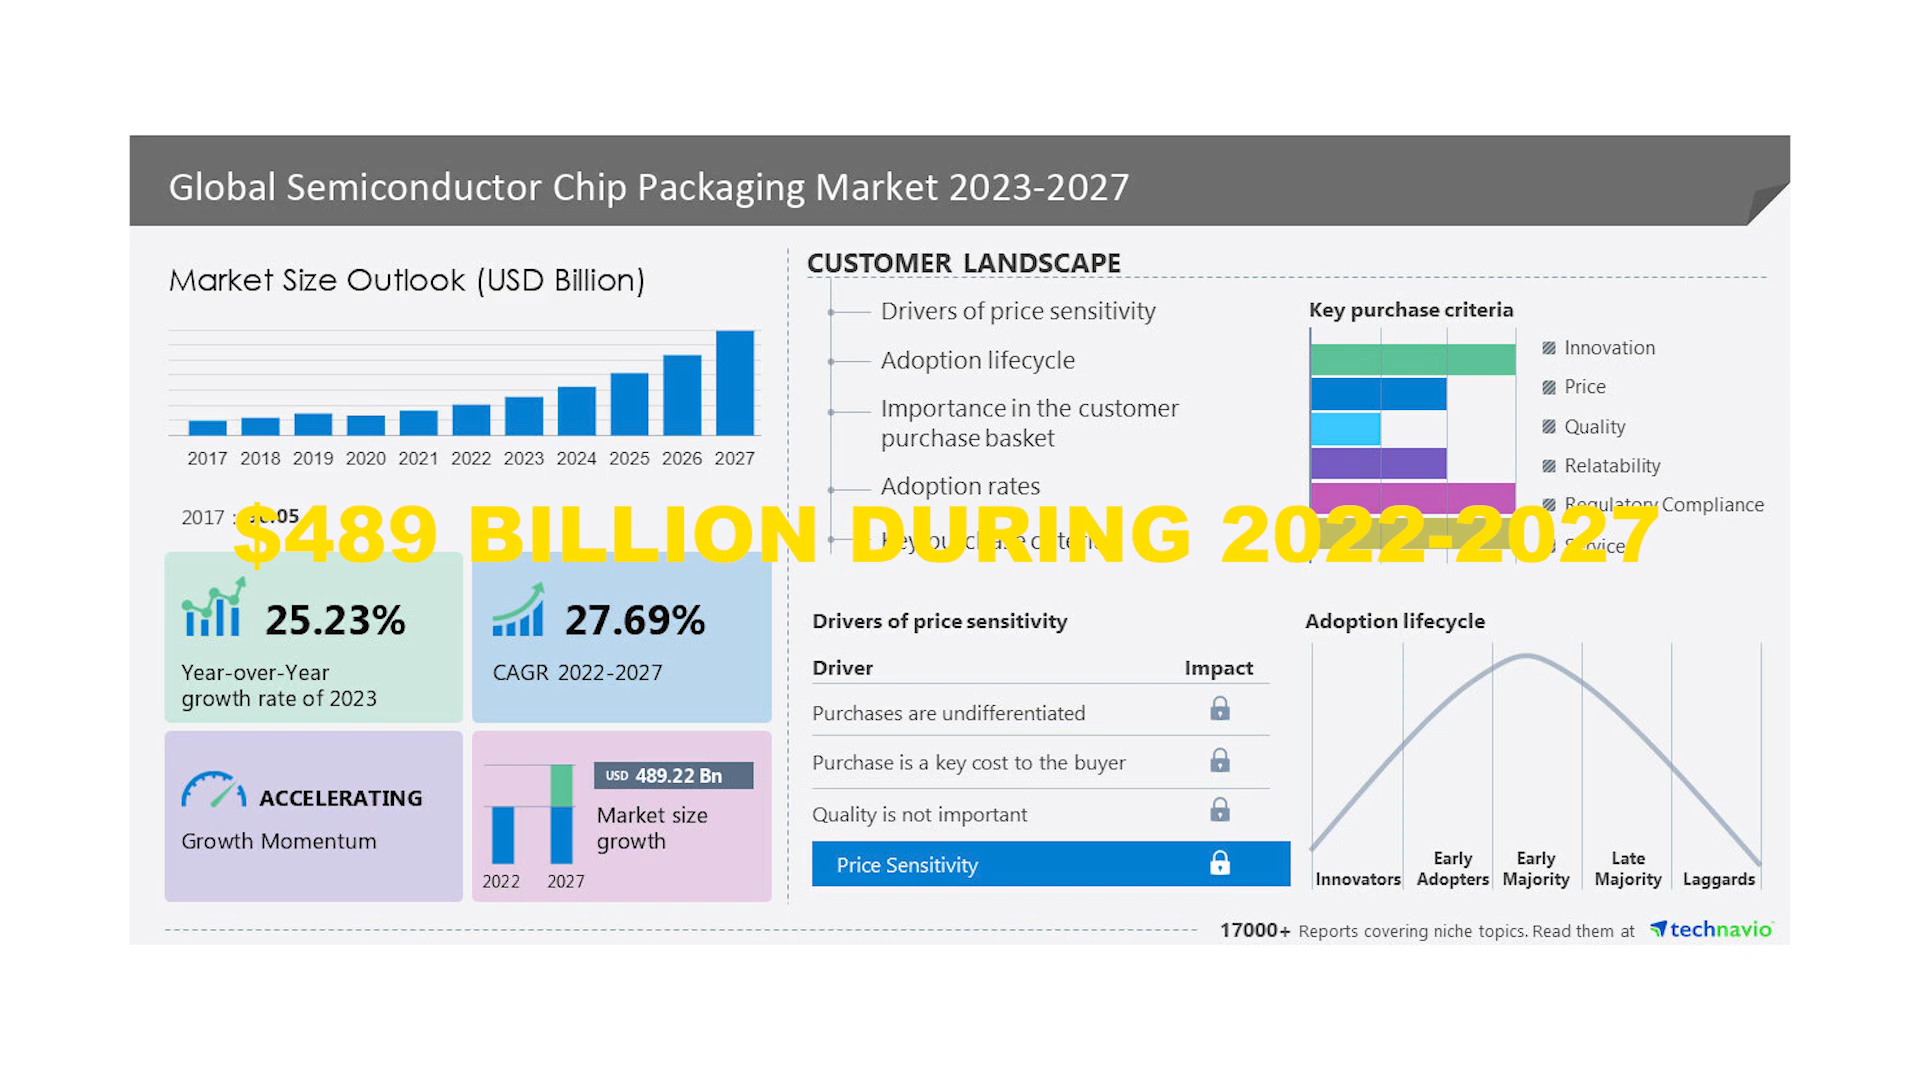 Global Semiconductor Chip Packaging Market 2023-2027
Market Size Outlook (USD Billion)
2017 2018 2019 2020 2021 2022 2023 2024 2025 2026 2027
2017 :
$489 BILLION DURING 2022-2027
25.23%
Year-over-Year
growth rate of 2023
27.69%
CAGR 2022-2027
ACCELERATING
Growth Momentum
USD 489.22 Bn
Market size
growth
2022 2027
CUSTOMER LANDSCAPE
Drivers of price sensitivity
Adoption lifecycle
Importance in the customer
purchase basket
Adoption rates
Key purchase criteria
Key purchase criteria
Innovation
Price
Quality
Relatability
Regulatory Compliance
Service
Drivers of price sensitivity
Driver Impact
Purchases are undifferentiated
Purchase is a key cost to the buyer
Quality is not important
Price Sensitivity
Adoption lifecycle
Innovators
Early
Adopters
Early
Majority
Late
Majority
Laggards
17000+ Reports covering niche topics. Read them at technavio